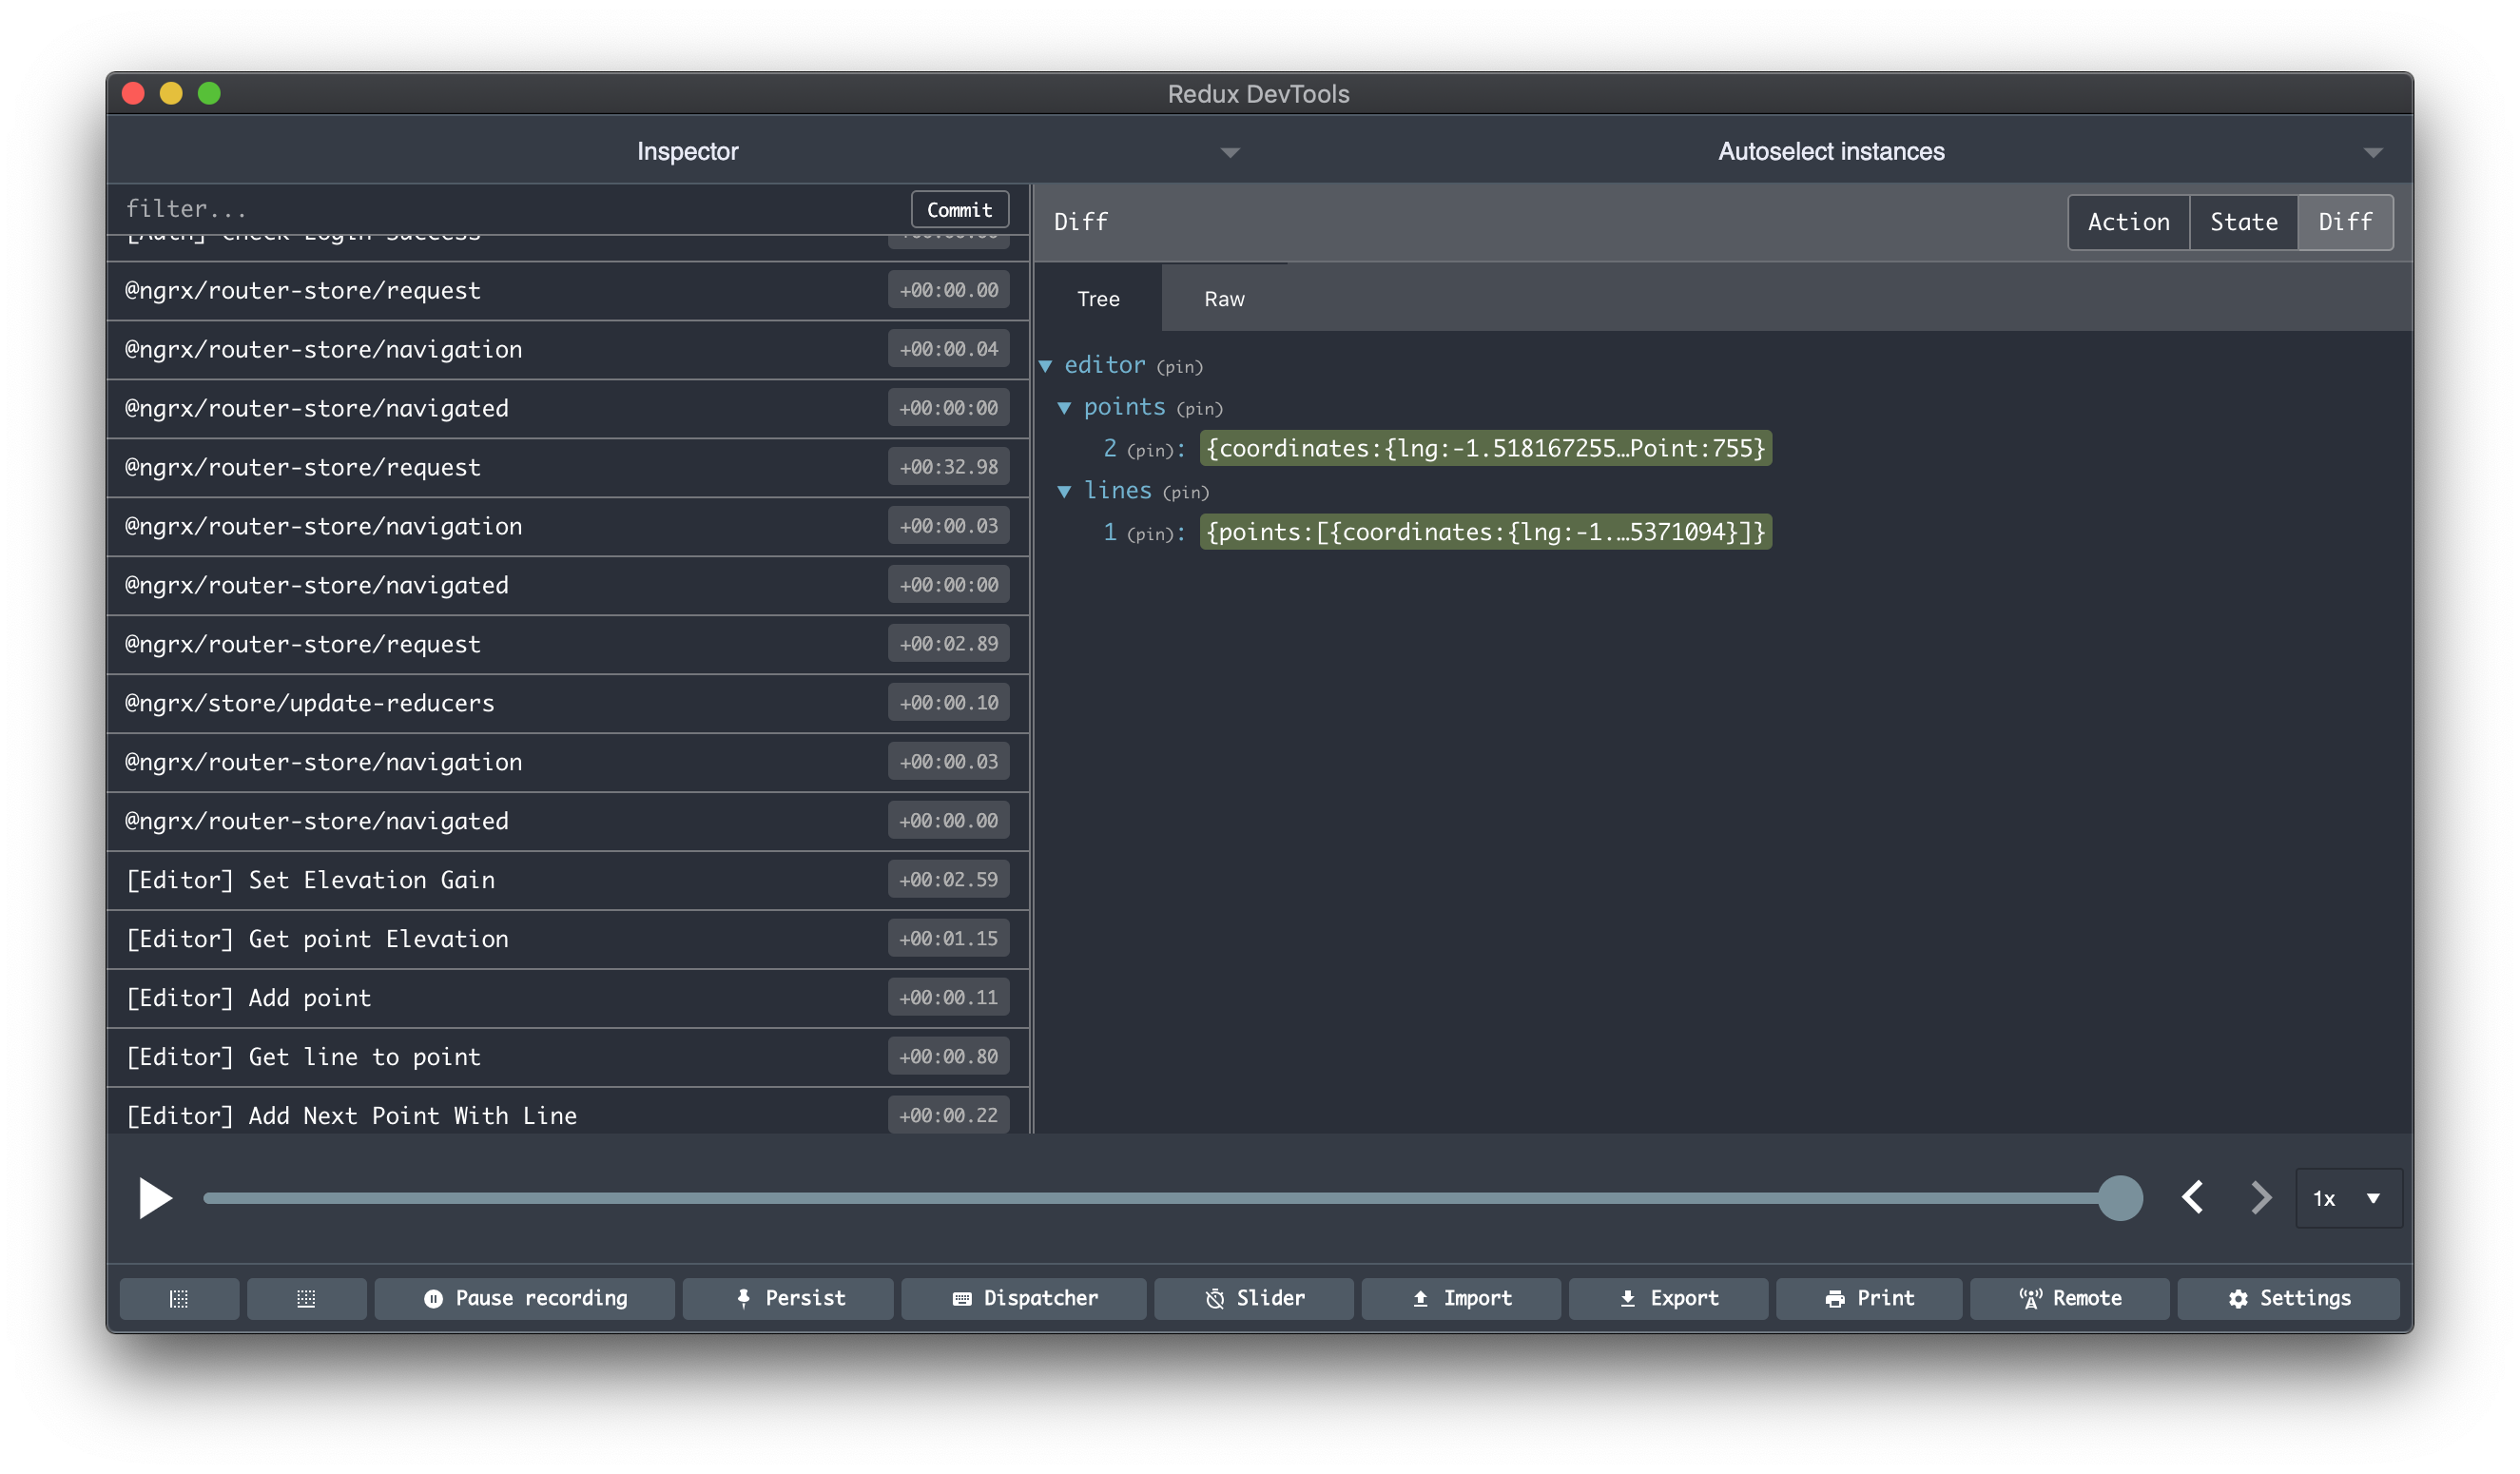 Redux DevTools
Inspector
Autoselect instances
filter...
Commit
[Auth] Check Login Success
@ngrx/router-store/request +00:00.00
@ngrx/router-store/navigation +00:00.04
@ngrx/router-store/navigated +00:00:00
@ngrx/router-store/request +00:32.98
@ngrx/router-store/navigation +00:00.03
@ngrx/router-store/navigated +00:00:00
@ngrx/router-store/request +00:02.89
@ngrx/store/update-reducers +00:00.10
@ngrx/router-store/navigation +00:00.03
@ngrx/router-store/navigated +00:00.00
[Editor] Set Elevation Gain +00:02.59
[Editor] Get point Elevation +00:01.15
[Editor] Add point +00:00.11
[Editor] Get line to point +00:00.80
[Editor] Add Next Point With Line +00:00.22
Diff
Action State Diff
Tree Raw
editor (pin)
points (pin)
2 (pin): {coordinates:{lng:-1.518167255…Point:755}
lines (pin)
1 (pin): {points:[{coordinates:{lng:-1.…5371094}]}
1x
Pause recording Persist Dispatcher Slider Import Export Print Remote Settings